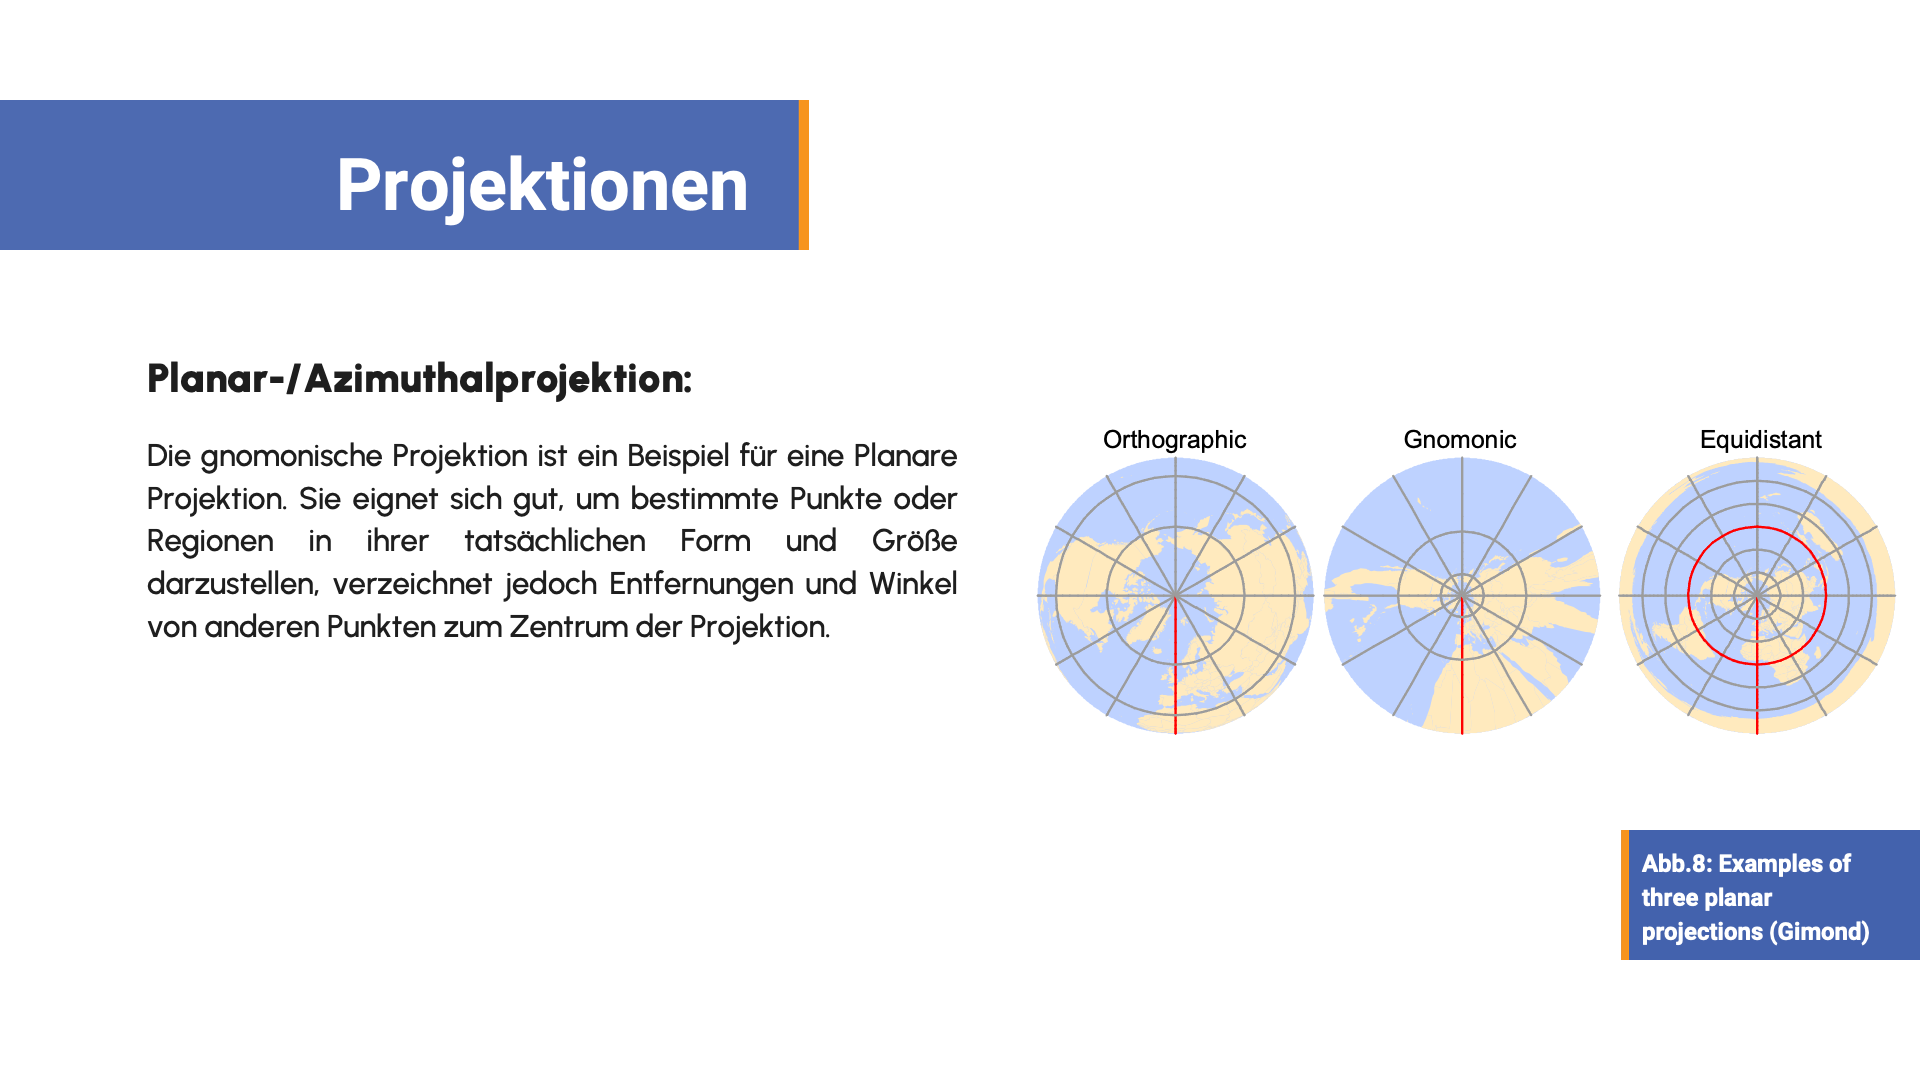 Projektionen
Planar-/Azimuthalprojektion:
Die gnomonische Projektion ist ein Beispiel für eine Planare
Projektion. Sie eignet sich gut, um bestimmte Punkte oder
Regionen in ihrer tatsächlichen Form und Größe
darzustellen, verzeichnet jedoch Entfernungen und Winkel
von anderen Punkten zum Zentrum der Projektion.
Orthographic
Gnomonic
Equidistant
Abb.8: Examples of
three planar
projections (Gimond)